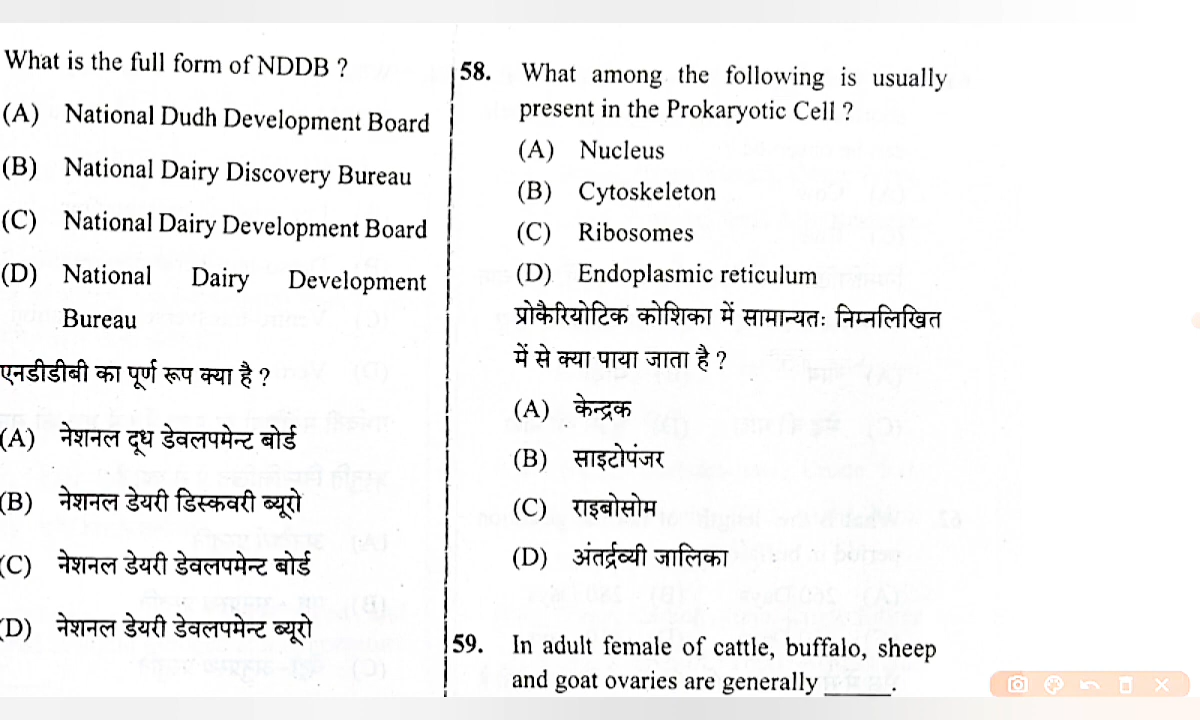 What is the full form of NDDB ?
(A) National Dudh Development Board
(B) National Dairy Discovery Bureau
(C) National Dairy Development Board
(D) National Dairy Development
Bureau
एनडीडीबी का पूर्ण रूप क्या है ?
(A) नेशनल दूध डेवलपमेन्ट बोर्ड
(B) नेशनल डेयरी डिस्कवरी ब्यूरो
(C) नेशनल डेयरी डेवलपमेन्ट बोर्ड
(D) नेशनल डेयरी डेवलपमेन्ट ब्यूरो
58. What among the following is usually
present in the Prokaryotic Cell ?
(A) Nucleus
(B) Cytoskeleton
(C) Ribosomes
(D) Endoplasmic reticulum
प्रोकैरियोटिक कोशिका में सामान्यतः निम्नलिखित
में से क्या पाया जाता है ?
(A) केन्द्रक
(B) साइटोपंजर
(C) राइबोसोम
(D) अंतर्द्रव्यी जालिका
59. In adult female of cattle, buffalo, sheep
and goat ovaries are generally ______.